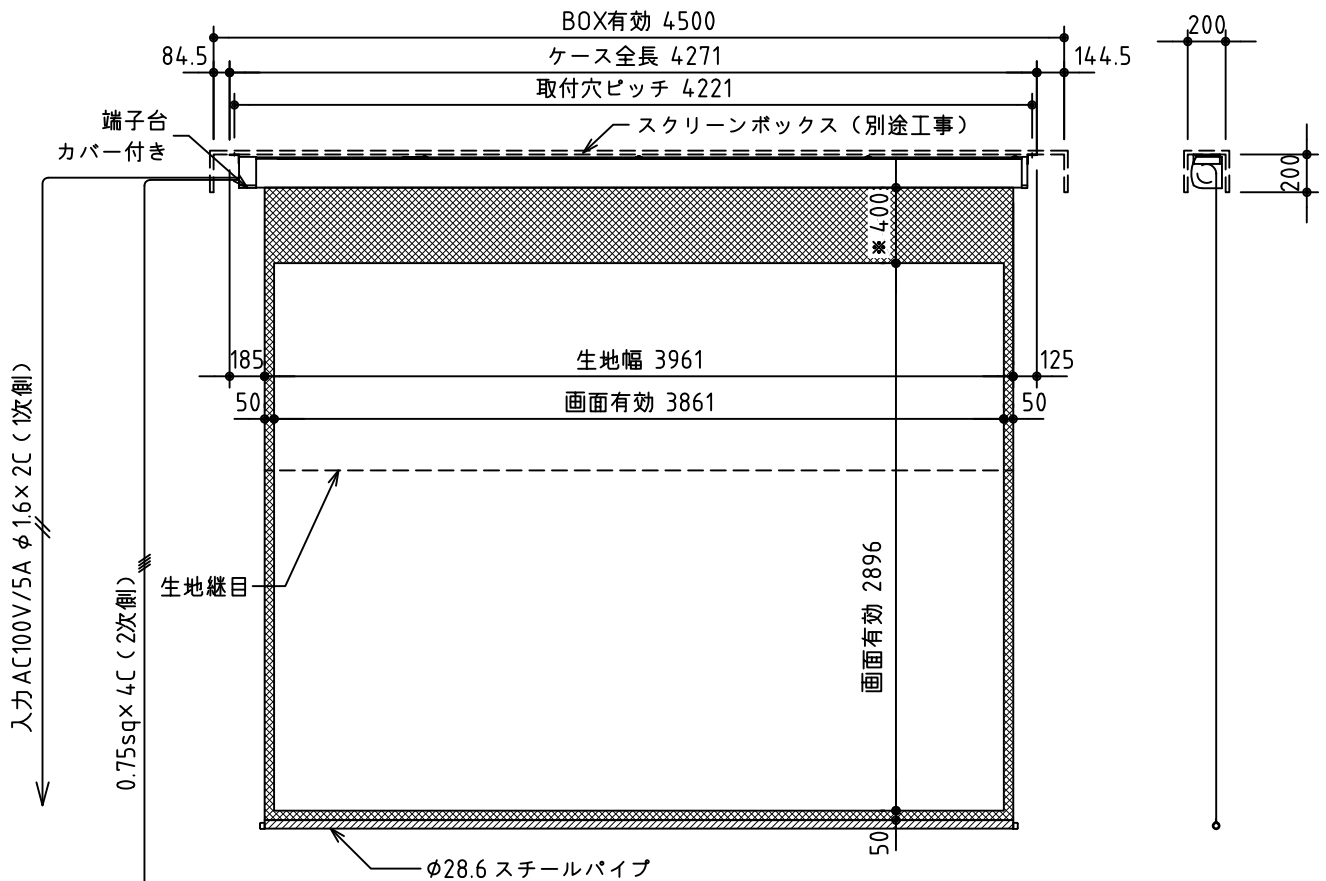 BOX有効 4500
200
84.5
ケース全長 4271
144.5
取付穴ピッチ 4221
端子台
カバー付き
スクリーンボックス（別途工事）
200
※ 400
185
生地幅 3961
125
50
画面有効 3861
50
入力AC100V/5A φ1.6×2C（1次側）
0.75sq×4C（2次側）
生地継目
画面有効 2896
50
φ28.6 スチールパイプ